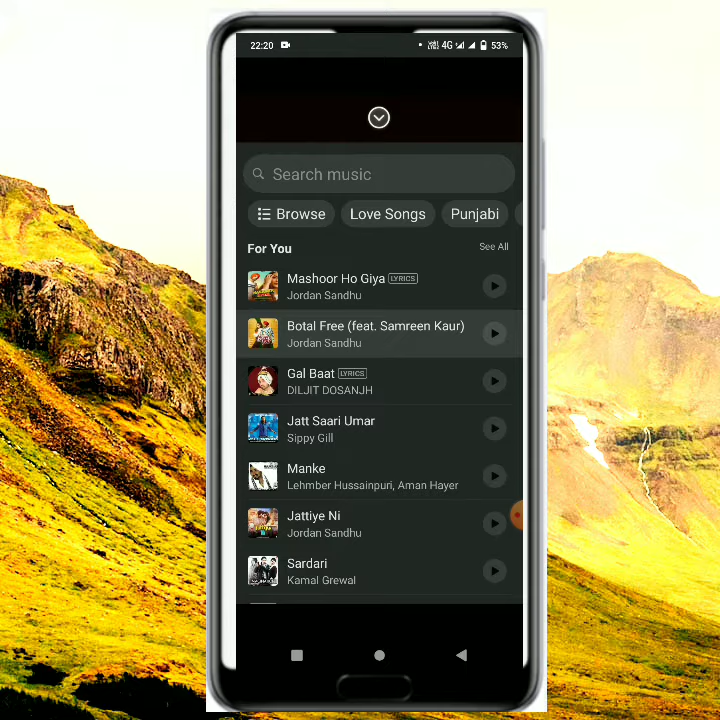 22:20 4G 53%
Search music
Browse Love Songs Punjabi
For You See All
Mashoor Ho Giya LYRICS
Jordan Sandhu
Botal Free (feat. Samreen Kaur)
Jordan Sandhu
Gal Baat LYRICS
DILJIT DOSANJH
Jatt Saari Umar
Sippy Gill
Manke
Lehmber Hussainpuri, Aman Hayer
Jattiye Ni
Jordan Sandhu
Sardari
Kamal Grewal